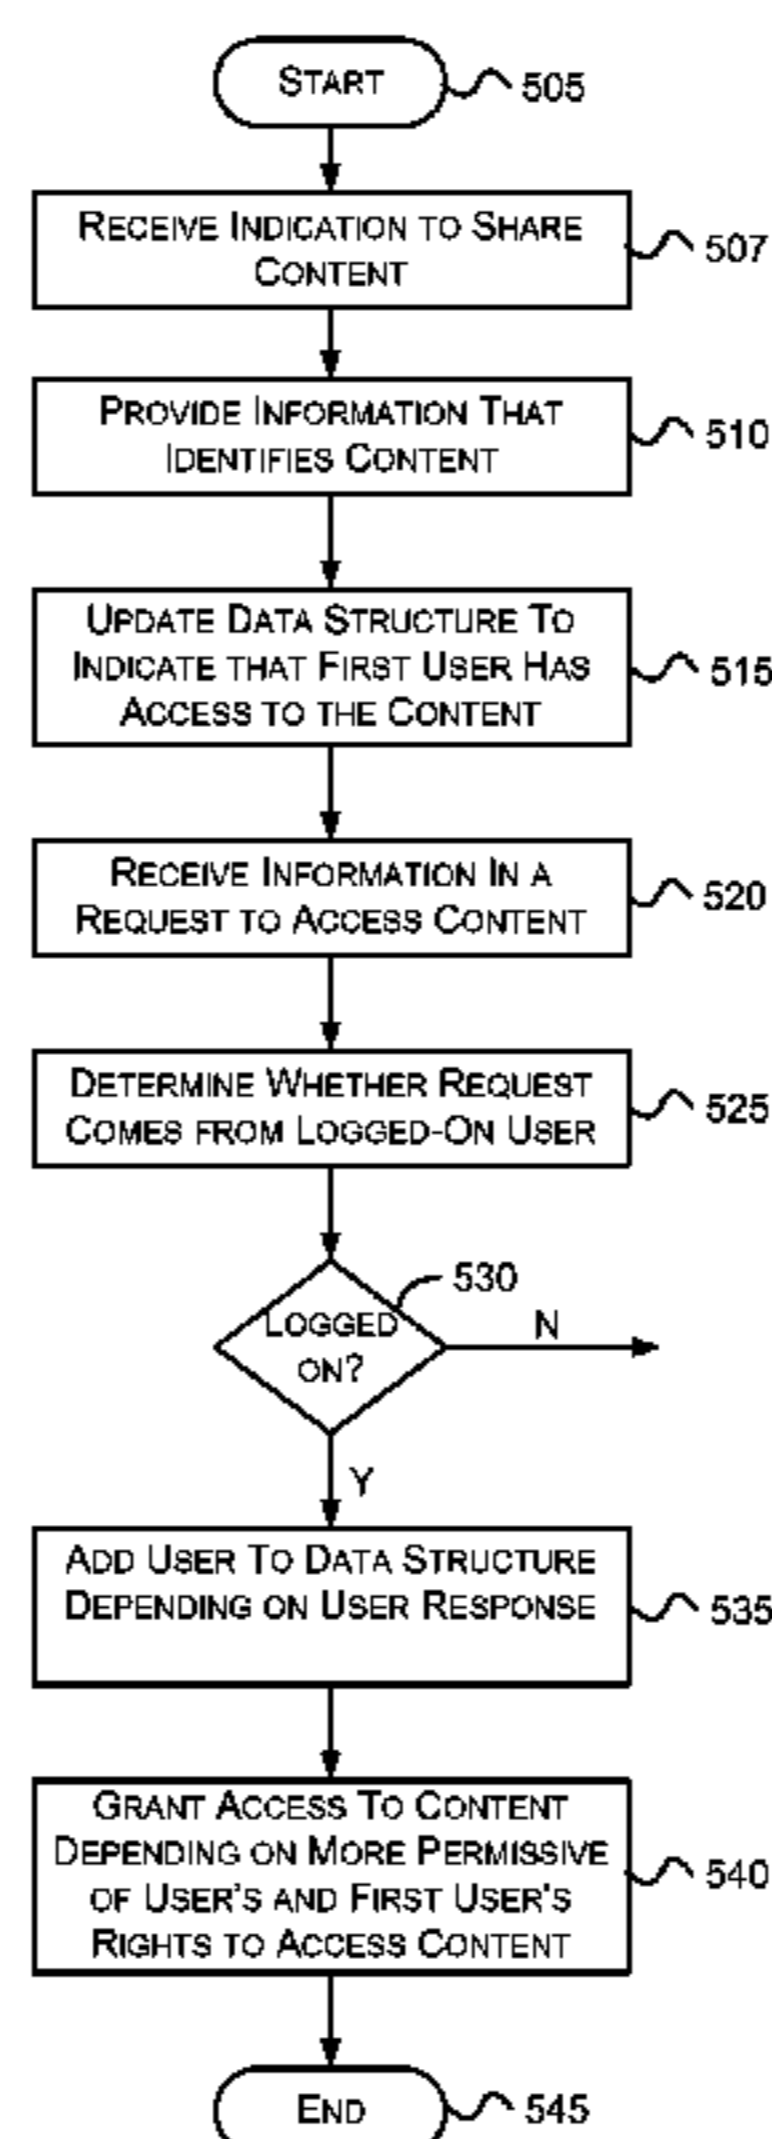 START
505
RECEIVE INDICATION TO SHARE
CONTENT
507
PROVIDE INFORMATION THAT
IDENTIFIES CONTENT
510
UPDATE DATA STRUCTURE TO
INDICATE THAT FIRST USER HAS
ACCESS TO THE CONTENT
515
RECEIVE INFORMATION IN A
REQUEST TO ACCESS CONTENT
520
DETERMINE WHETHER REQUEST
COMES FROM LOGGED-ON USER
525
530
LOGGED
ON?
N
Y
ADD USER TO DATA STRUCTURE
DEPENDING ON USER RESPONSE
535
GRANT ACCESS TO CONTENT
DEPENDING ON MORE PERMISSIVE
OF USER'S AND FIRST USER'S
RIGHTS TO ACCESS CONTENT
540
END
545